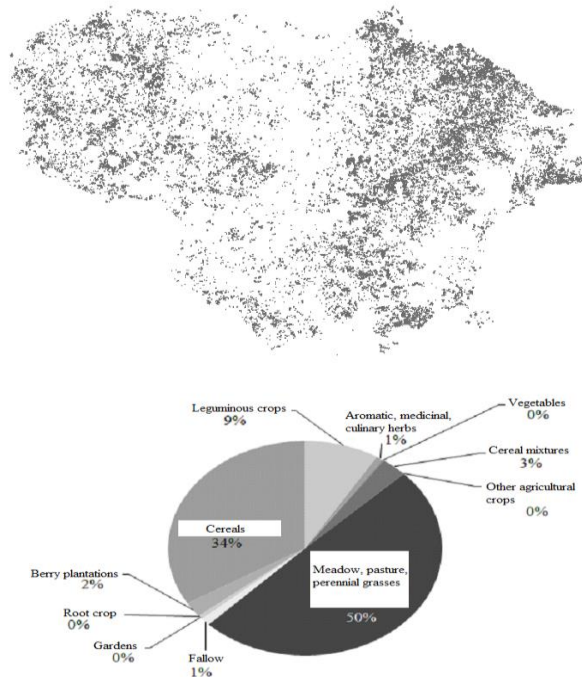 Leguminous crops
9%
Aromatic, medicinal,
culinary herbs
1%
Vegetables
0%
Cereal mixtures
3%
Other agricultural
crops
0%
Cereals
34%
Meadow, pasture,
perennial grasses
50%
Berry plantations
2%
Root crop
0%
Gardens
0%
Fallow
1%